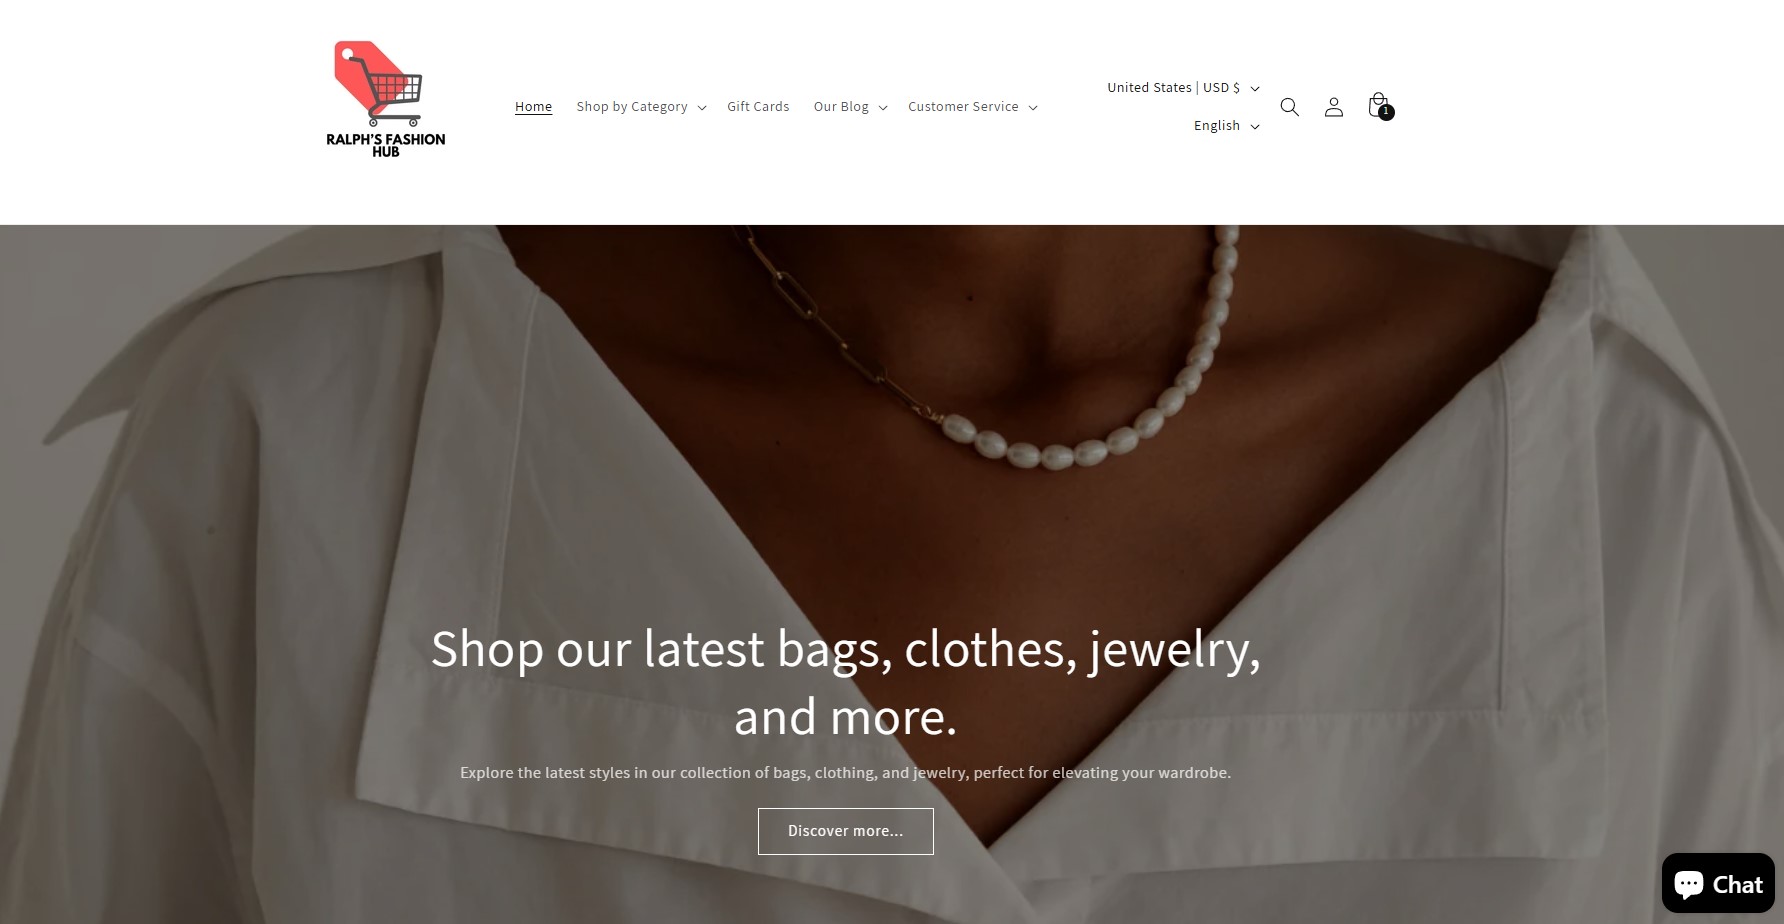 RALPH'S FASHION
HUB
Home
Shop by Category
Gift Cards
Our Blog
Customer Service
United States | USD $
English
1
Shop our latest bags, clothes, jewelry,
and more.
Explore the latest styles in our collection of bags, clothing, and jewelry, perfect for elevating your wardrobe.
Discover more...
Chat